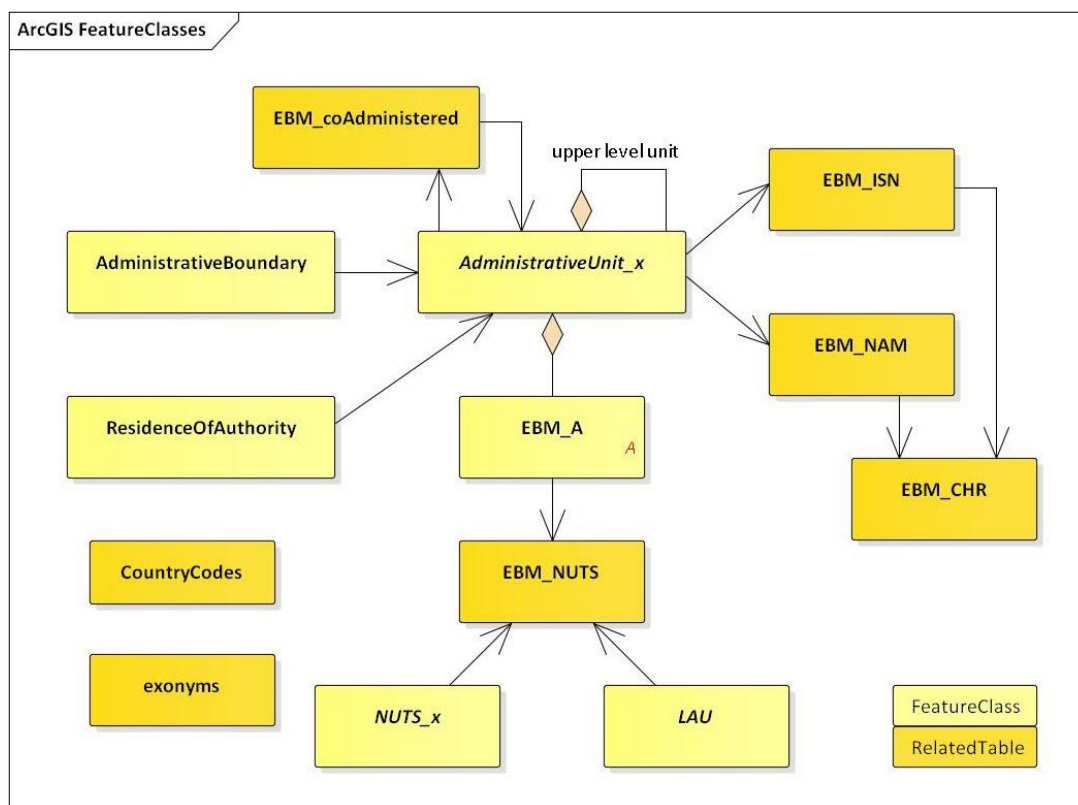 ArcGIS FeatureClasses
EBM_coAdministered
upper level unit
EBM_ISN
AdministrativeBoundary
AdministrativeUnit_x
EBM_NAM
ResidenceOfAuthority
EBM_A
A
EBM_CHR
CountryCodes
EBM_NUTS
exonyms
NUTS_x
LAU
FeatureClass
RelatedTable